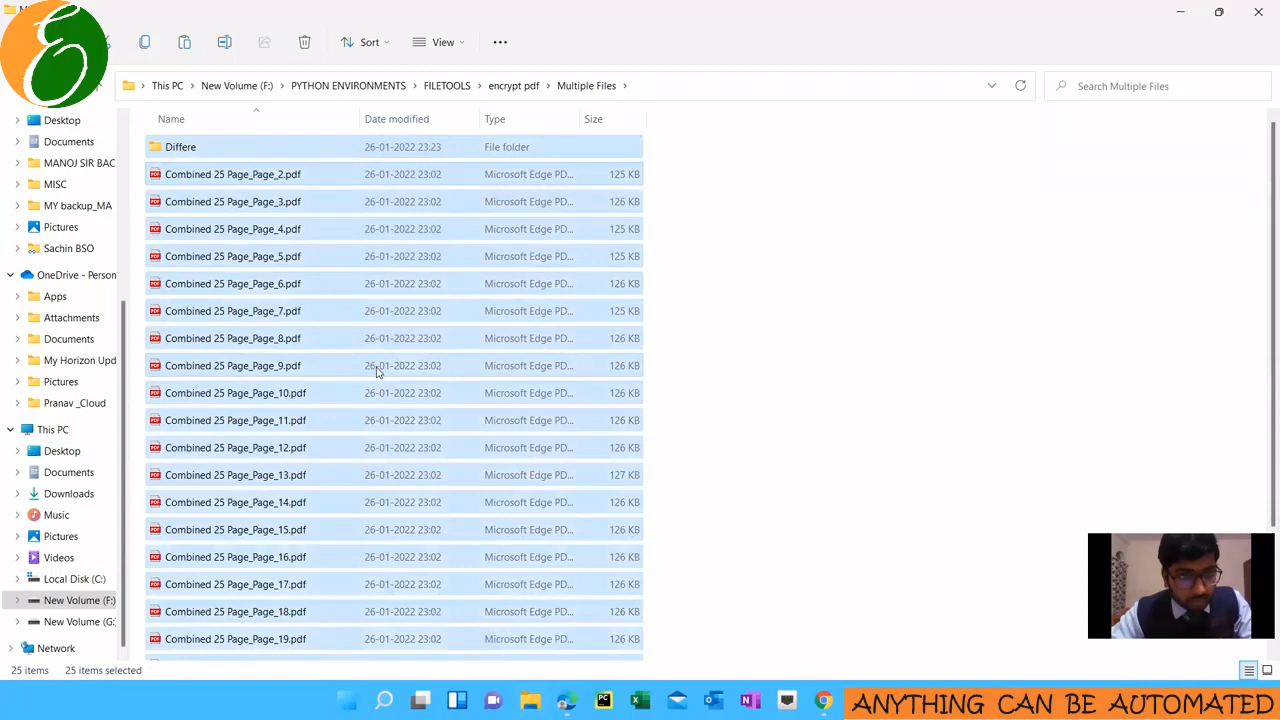 Sort
View
This PC > New Volume (F:) > PYTHON ENVIRONMENTS > FILETOOLS > encrypt pdf > Multiple Files >
Search Multiple Files
Name Date modified Type Size
Desktop
Documents
MANOJ SIR BAC
MISC
MY backup_MA
Pictures
Sachin BSO
OneDrive - Person
Apps
Attachments
Documents
My Horizon Upd
Pictures
Pranav _Cloud
This PC
Desktop
Documents
Downloads
Music
Pictures
Videos
Local Disk (C:)
New Volume (F:)
New Volume (G:
Network
Differe 26-01-2022 23:23 File folder
Combined 25 Page_Page_2.pdf 26-01-2022 23:02 Microsoft Edge PD... 125 KB
Combined 25 Page_Page_3.pdf 26-01-2022 23:02 Microsoft Edge PD... 126 KB
Combined 25 Page_Page_4.pdf 26-01-2022 23:02 Microsoft Edge PD... 125 KB
Combined 25 Page_Page_5.pdf 26-01-2022 23:02 Microsoft Edge PD... 126 KB
Combined 25 Page_Page_6.pdf 26-01-2022 23:02 Microsoft Edge PD... 126 KB
Combined 25 Page_Page_7.pdf 26-01-2022 23:02 Microsoft Edge PD... 125 KB
Combined 25 Page_Page_8.pdf 26-01-2022 23:02 Microsoft Edge PD... 126 KB
Combined 25 Page_Page_9.pdf 26-01-2022 23:02 Microsoft Edge PD... 126 KB
Combined 25 Page_Page_10.pdf 26-01-2022 23:02 Microsoft Edge PD... 126 KB
Combined 25 Page_Page_11.pdf 26-01-2022 23:02 Microsoft Edge PD... 126 KB
Combined 25 Page_Page_12.pdf 26-01-2022 23:02 Microsoft Edge PD... 126 KB
Combined 25 Page_Page_13.pdf 26-01-2022 23:02 Microsoft Edge PD... 127 KB
Combined 25 Page_Page_14.pdf 26-01-2022 23:02 Microsoft Edge PD... 126 KB
Combined 25 Page_Page_15.pdf 26-01-2022 23:02 Microsoft Edge PD... 126 KB
Combined 25 Page_Page_16.pdf 26-01-2022 23:02 Microsoft Edge PD... 126 KB
Combined 25 Page_Page_17.pdf 26-01-2022 23:02 Microsoft Edge PD... 126 KB
Combined 25 Page_Page_18.pdf 26-01-2022 23:02 Microsoft Edge PD... 126 KB
Combined 25 Page_Page_19.pdf 26-01-2022 23:02 Microsoft Edge PD... 126 KB
25 items 25 items selected
ANYTHING CAN BE AUTOMATED